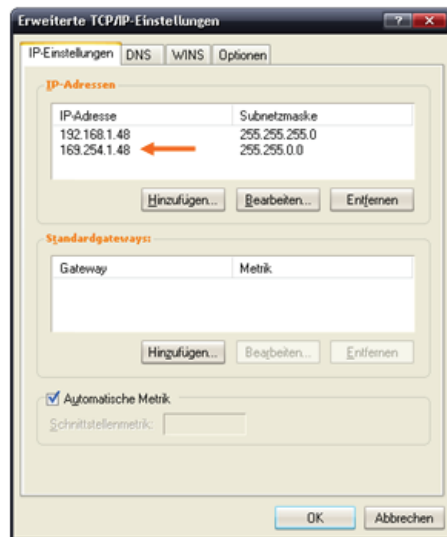 Erweiterte TCP/IP-Einstellungen
IP-Einstellungen DNS WINS Optionen
IP-Adressen
IP-Adresse Subnetzmaske
192.168.1.48 255.255.255.0
169.254.1.48 255.255.0.0
Hinzufügen... Bearbeiten... Entfernen
Standardgateways:
Gateway Metrik
Hinzufügen... Bearbeiten... Entfernen
Automatische Metrik
Schnittstellenmetrik:
OK Abbrechen